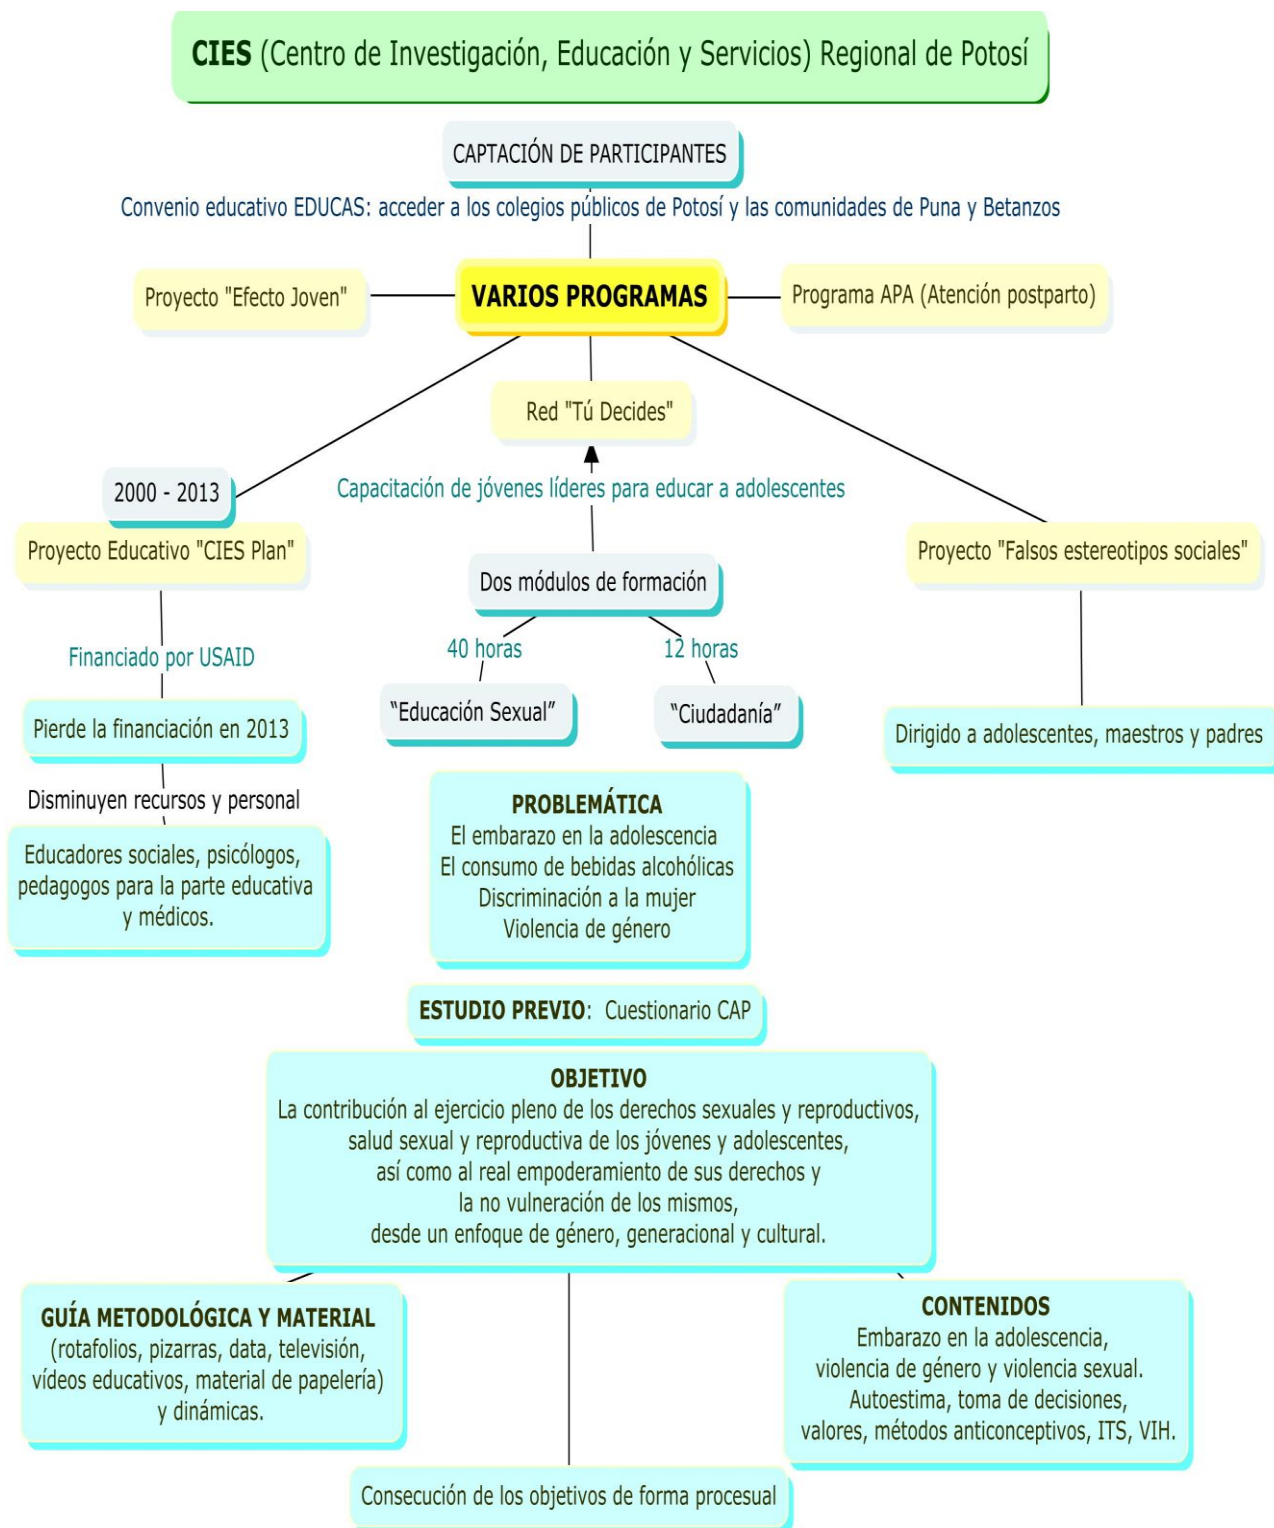 CIES (Centro de Investigación, Educación y Servicios) Regional de Potosí
CAPTACIÓN DE PARTICIPANTES
Convenio educativo EDUCAS: acceder a los colegios públicos de Potosí y las comunidades de Puna y Betanzos
Proyecto "Efecto Joven"
VARIOS PROGRAMAS
Programa APA (Atención postparto)
Red "Tú Decides"
Capacitación de jóvenes líderes para educar a adolescentes
2000 - 2013
Proyecto Educativo "CIES Plan"
Proyecto "Falsos estereotipos sociales"
Dos módulos de formación
Financiado por USAID
40 horas
12 horas
Pierde la financiación en 2013
“Educación Sexual”
“Ciudadanía”
Dirigido a adolescentes, maestros y padres
Disminuyen recursos y personal
Educadores sociales, psicólogos,
pedagogos para la parte educativa
y médicos.
PROBLEMÁTICA
El embarazo en la adolescencia
El consumo de bebidas alcohólicas
Discriminación a la mujer
Violencia de género
ESTUDIO PREVIO: Cuestionario CAP
OBJETIVO
La contribución al ejercicio pleno de los derechos sexuales y reproductivos,
salud sexual y reproductiva de los jóvenes y adolescentes,
así como al real empoderamiento de sus derechos y
la no vulneración de los mismos,
desde un enfoque de género, generacional y cultural.
GUÍA METODOLÓGICA Y MATERIAL
(rotafolios, pizarras, data, televisión,
vídeos educativos, material de papelería)
y dinámicas.
CONTENIDOS
Embarazo en la adolescencia,
violencia de género y violencia sexual.
Autoestima, toma de decisiones,
valores, métodos anticonceptivos, ITS, VIH.
Consecución de los objetivos de forma procesual